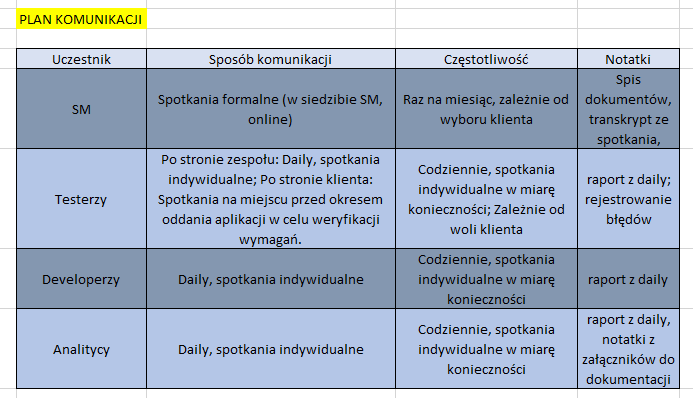 PLAN KOMUNIKACJI
Uczestnik Sposób komunikacji Częstotliwość Notatki
SM
Spotkania formalne (w siedzibie SM,
online)
Raz na miesiąc, zależnie od
wyboru klienta
Spis
dokumentów,
transkrypt ze
spotkania,
Testerzy
Po stronie zespołu: Daily, spotkania
indywidualne; Po stronie klienta:
Spotkania na miejscu przed okresem
oddania aplikacji w celu weryfikacji
wymagań.
Codziennie, spotkania
indywidualne w miarę
konieczności; Zależnie od
woli klienta
raport z daily;
rejestrowanie
błędów
Developerzy
Daily, spotkania indywidualne
Codziennie, spotkania
indywidualne w miarę
konieczności
raport z daily
Analitycy
Daily, spotkania indywidualne
Codziennie, spotkania
indywidualne w miarę
konieczności
raport z daily,
notatki z
załączników do
dokumentacji